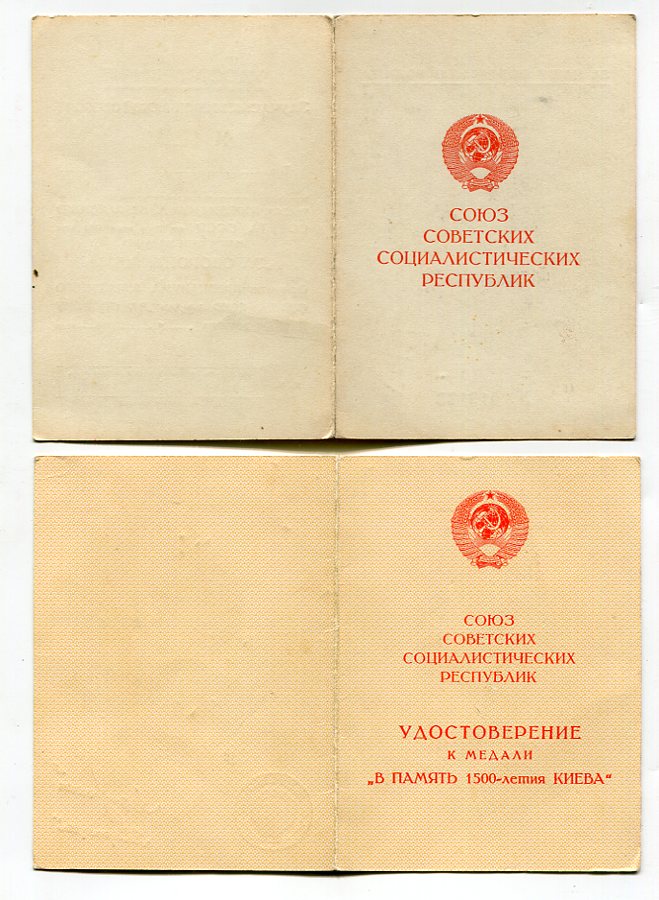 СОЮЗ
СОВЕТСКИХ
СОЦИАЛИСТИЧЕСКИХ
РЕСПУБЛИК
СОЮЗ
СОВЕТСКИХ
СОЦИАЛИСТИЧЕСКИХ
РЕСПУБЛИК
УДОСТОВЕРЕНИЕ
К МЕДАЛИ
„В ПАМЯТЬ 1500-летия КИЕВА“